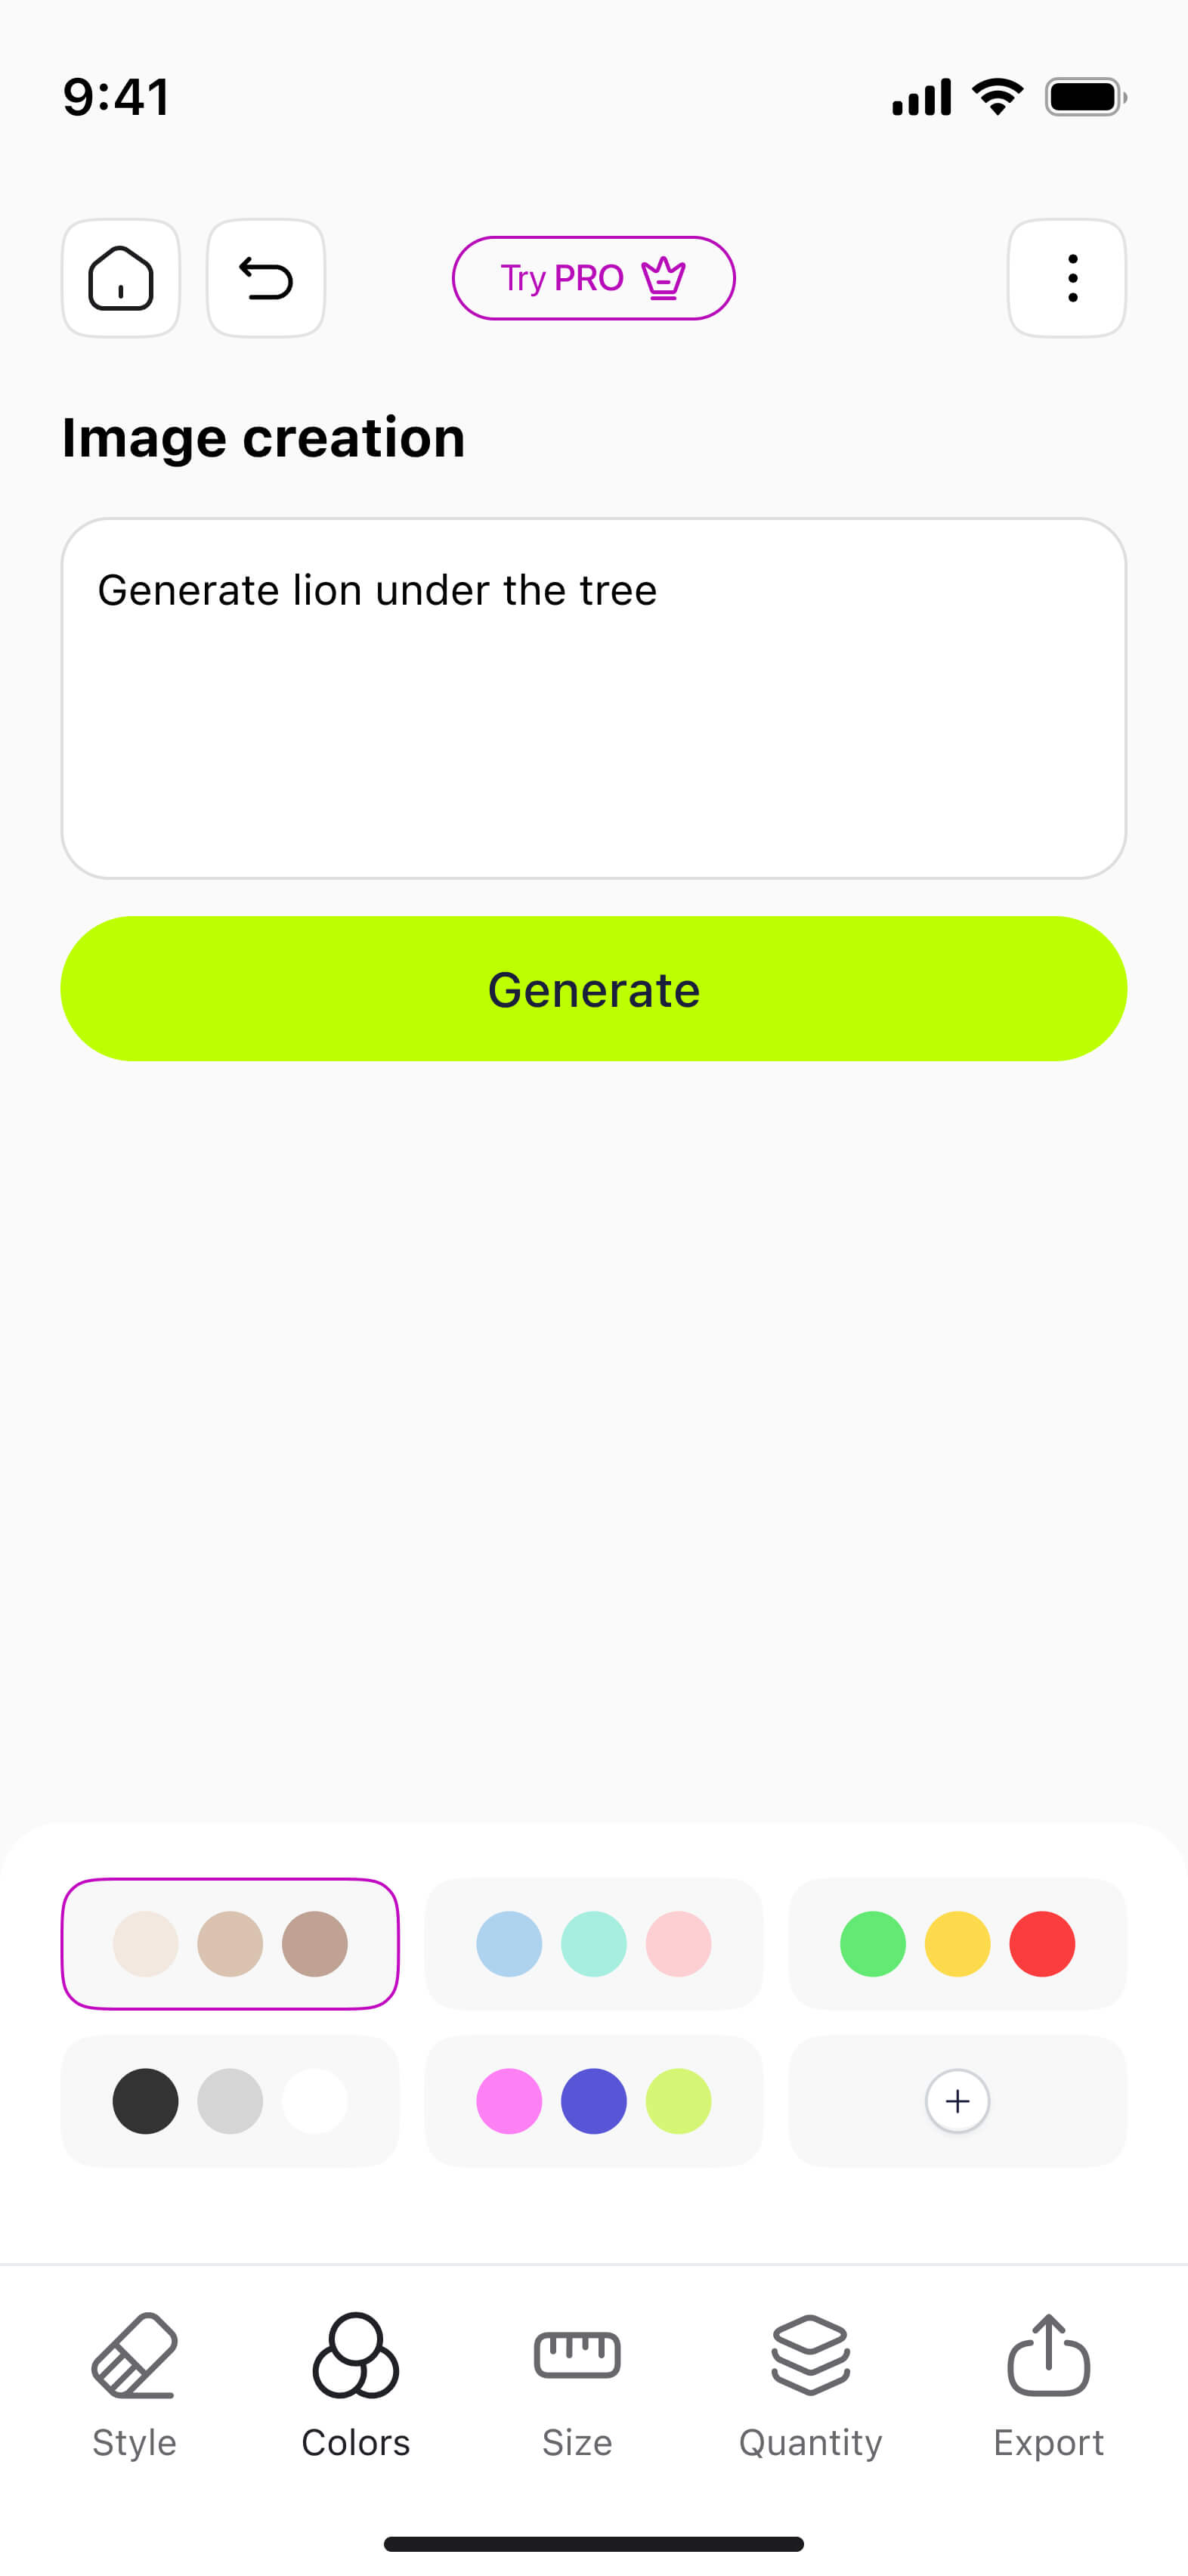 9:41
Try PRO
Image creation
Generate lion under the tree
Generate
Style
Colors
Size
Quantity
Export